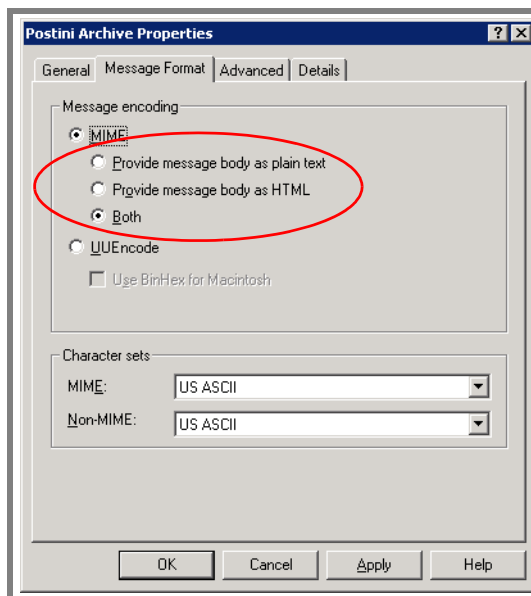 Postini Archive Properties
General Message Format Advanced Details
Message encoding
MIME
Provide message body as plain text
Provide message body as HTML
Both
UUEncode
Use BinHex for Macintosh
Character sets
MIME: US ASCII
Non-MIME: US ASCII
OK Cancel Apply Help